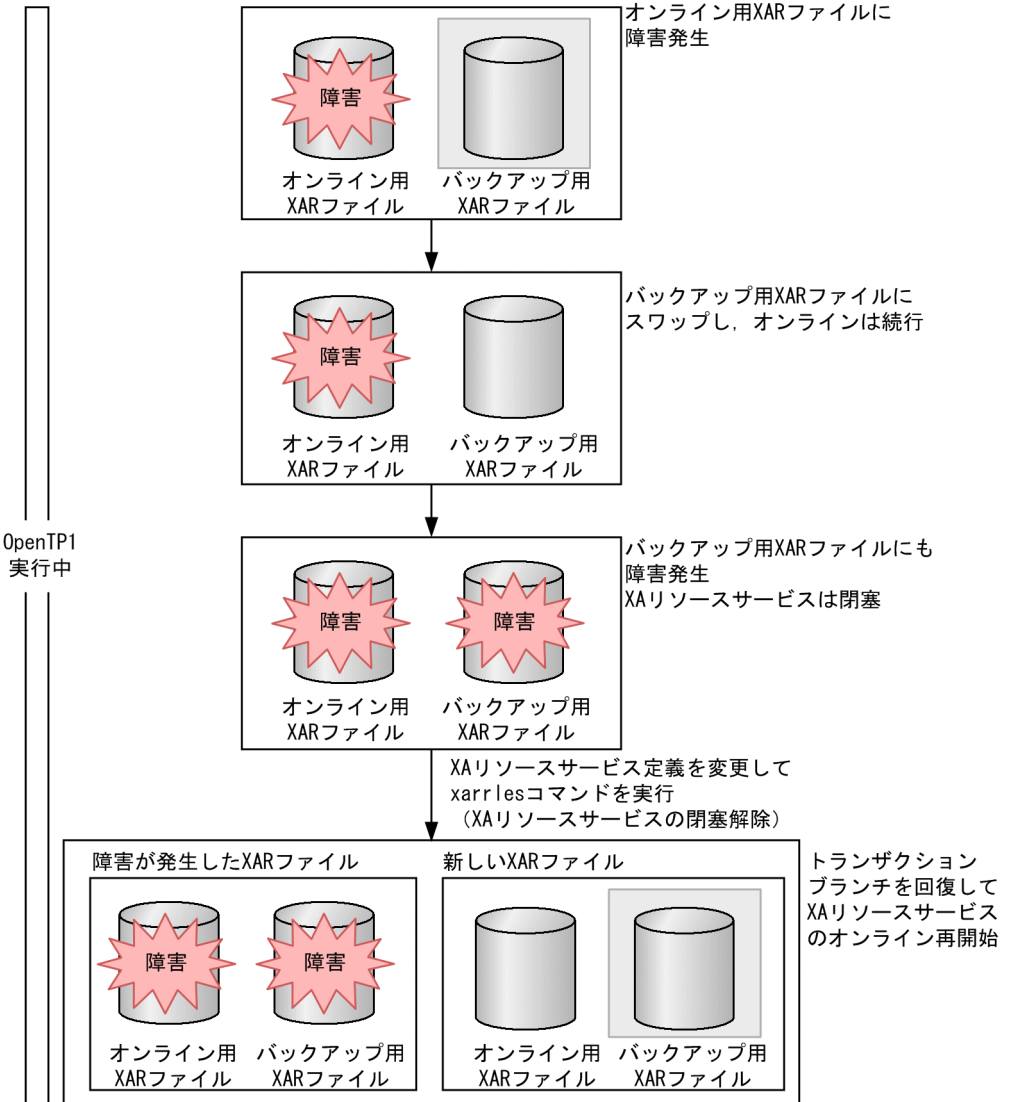 オンライン用XARファイルに
障害発生
障害
オンライン用
XARファイル
バックアップ用
XARファイル
バックアップ用XARファイルに
スワップし，オンラインは続行
障害
オンライン用
XARファイル
バックアップ用
XARファイル
OpenTP1
実行中
バックアップ用XARファイルにも
障害発生
XAリソースサービスは閉塞
障害
障害
オンライン用
XARファイル
バックアップ用
XARファイル
XAリソースサービス定義を変更して
xarrlesコマンドを実行
（XAリソースサービスの閉塞解除）
障害が発生したXARファイル
新しいXARファイル
トランザクション
ブランチを回復して
XAリソースサービス
のオンライン再開始
障害
障害
オンライン用
XARファイル
バックアップ用
XARファイル
オンライン用
XARファイル
バックアップ用
XARファイル